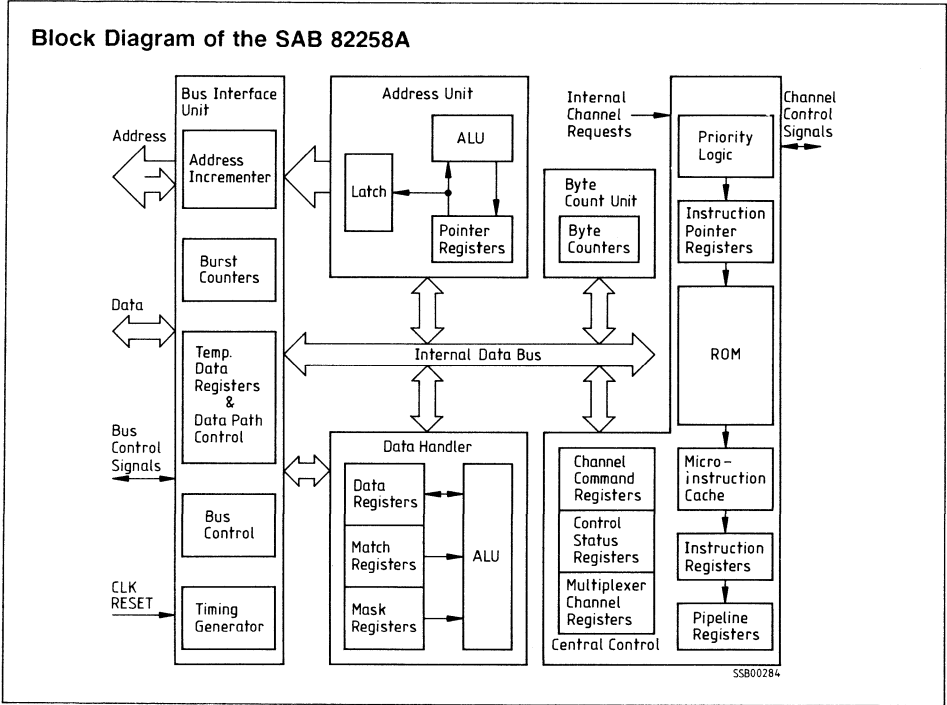 Block Diagram of the SAB 82258A
Bus Interface
Unit
Address
Address
Incrementer
Burst
Counters
Data
Temp.
Data
Registers
&
Data Path
Control
Bus
Control
Signals
Bus
Control
CLK
RESET
Timing
Generator
Address Unit
ALU
Latch
Pointer
Registers
Internal
Channel
Requests
Byte
Count Unit
Byte
Counters
Channel
Control
Signals
Priority
Logic
Instruction
Pointer
Registers
ROM
Micro-
instruction
Cache
Instruction
Registers
Pipeline
Registers
Internal Data Bus
Data Handler
Data
Registers
Match
Registers
Mask
Registers
ALU
Channel
Command
Registers
Control
Status
Registers
Multiplexer
Channel
Registers
Central Control
SSB00284